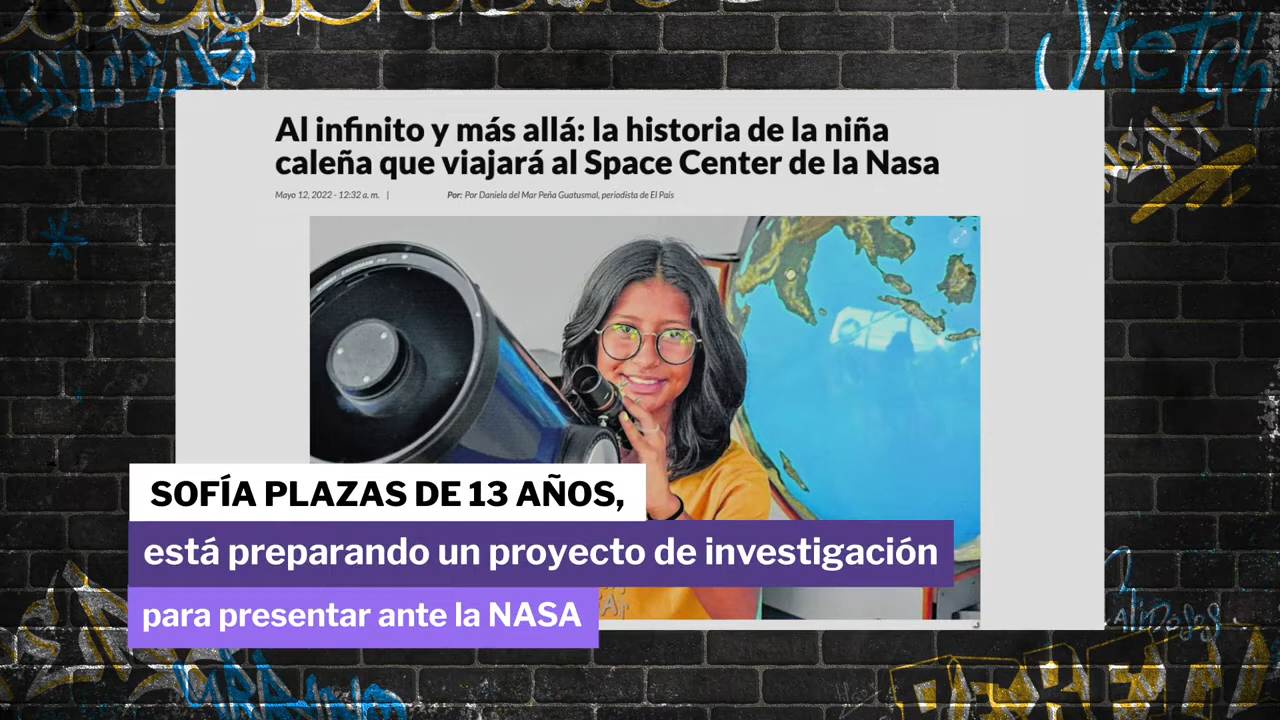 Sketch
Al infinito y más allá: la historia de la niña
caleña que viajará al Space Center de la Nasa
Mayo 12, 2022 - 12:32 a. m. |
Por: Por Daniela del Mar Peña Guatusmal, periodista de El País
SOFÍA PLAZAS DE 13 AÑOS,
está preparando un proyecto de investigación
para presentar ante la NASA